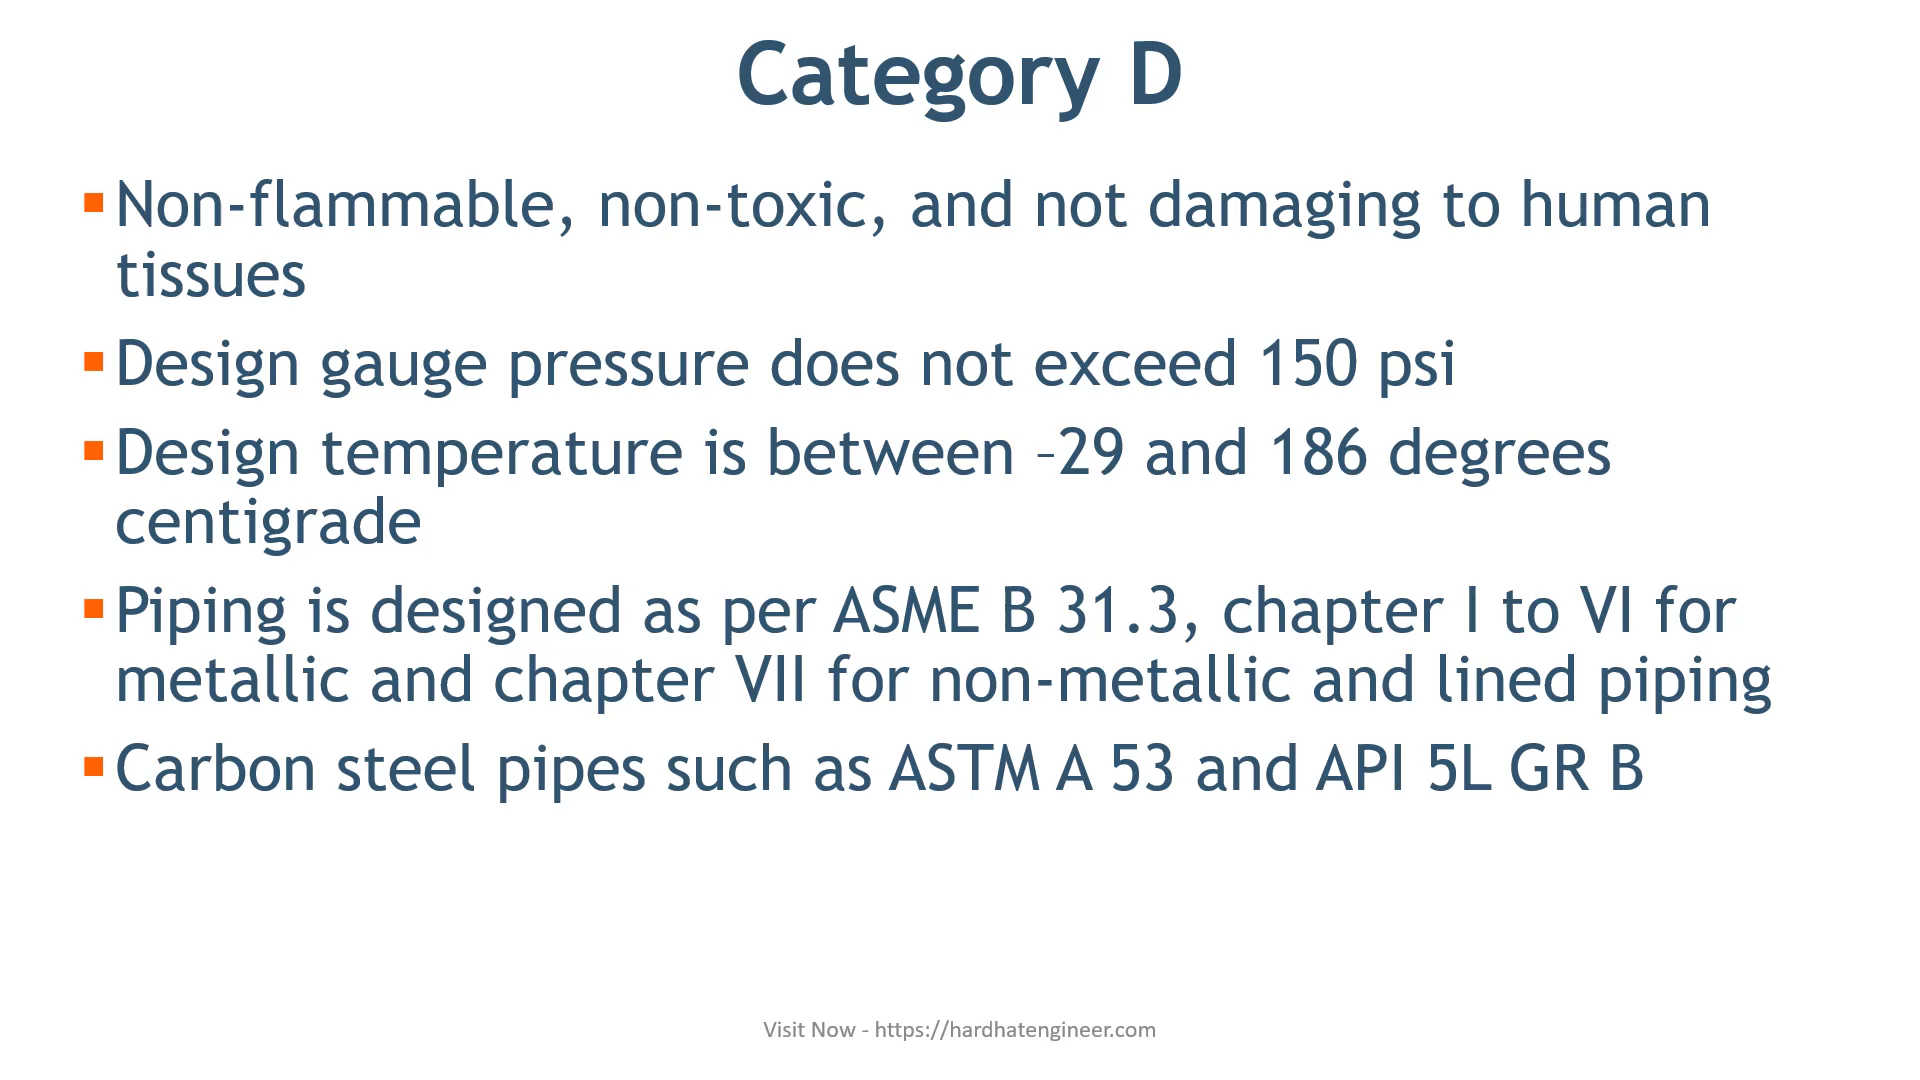 Category D
▪Non-flammable, non-toxic, and not damaging to human
tissues
▪Design gauge pressure does not exceed 150 psi
▪Design temperature is between –29 and 186 degrees
centigrade
▪Piping is designed as per ASME B 31.3, chapter I to VI for
metallic and chapter VII for non-metallic and lined piping
▪Carbon steel pipes such as ASTM A 53 and API 5L GR B
Visit Now - https://hardhatengineer.com